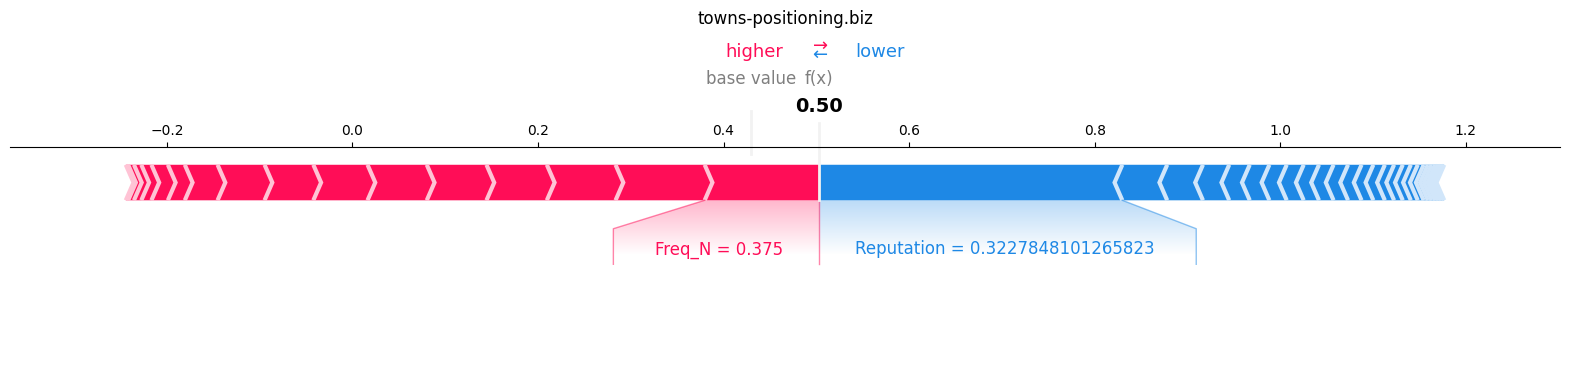 towns-positioning.biz
higher → ← lower
base value f(x)
0.50
−0.2 0.0 0.2 0.4 0.6 0.8 1.0 1.2
Freq_N = 0.375 Reputation = 0.3227848101265823